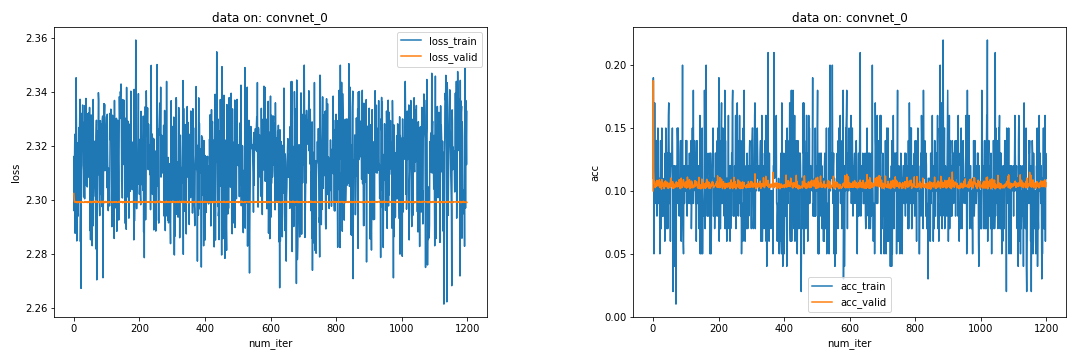 data on: convnet_0
2.36
2.34
2.32
2.30
2.28
2.26
loss
0
200
400
600
800
1000
1200
num_iter
loss_train
loss_valid
data on: convnet_0
0.20
0.15
0.10
0.05
0.00
acc
0
200
400
600
800
1000
1200
num_iter
acc_train
acc_valid